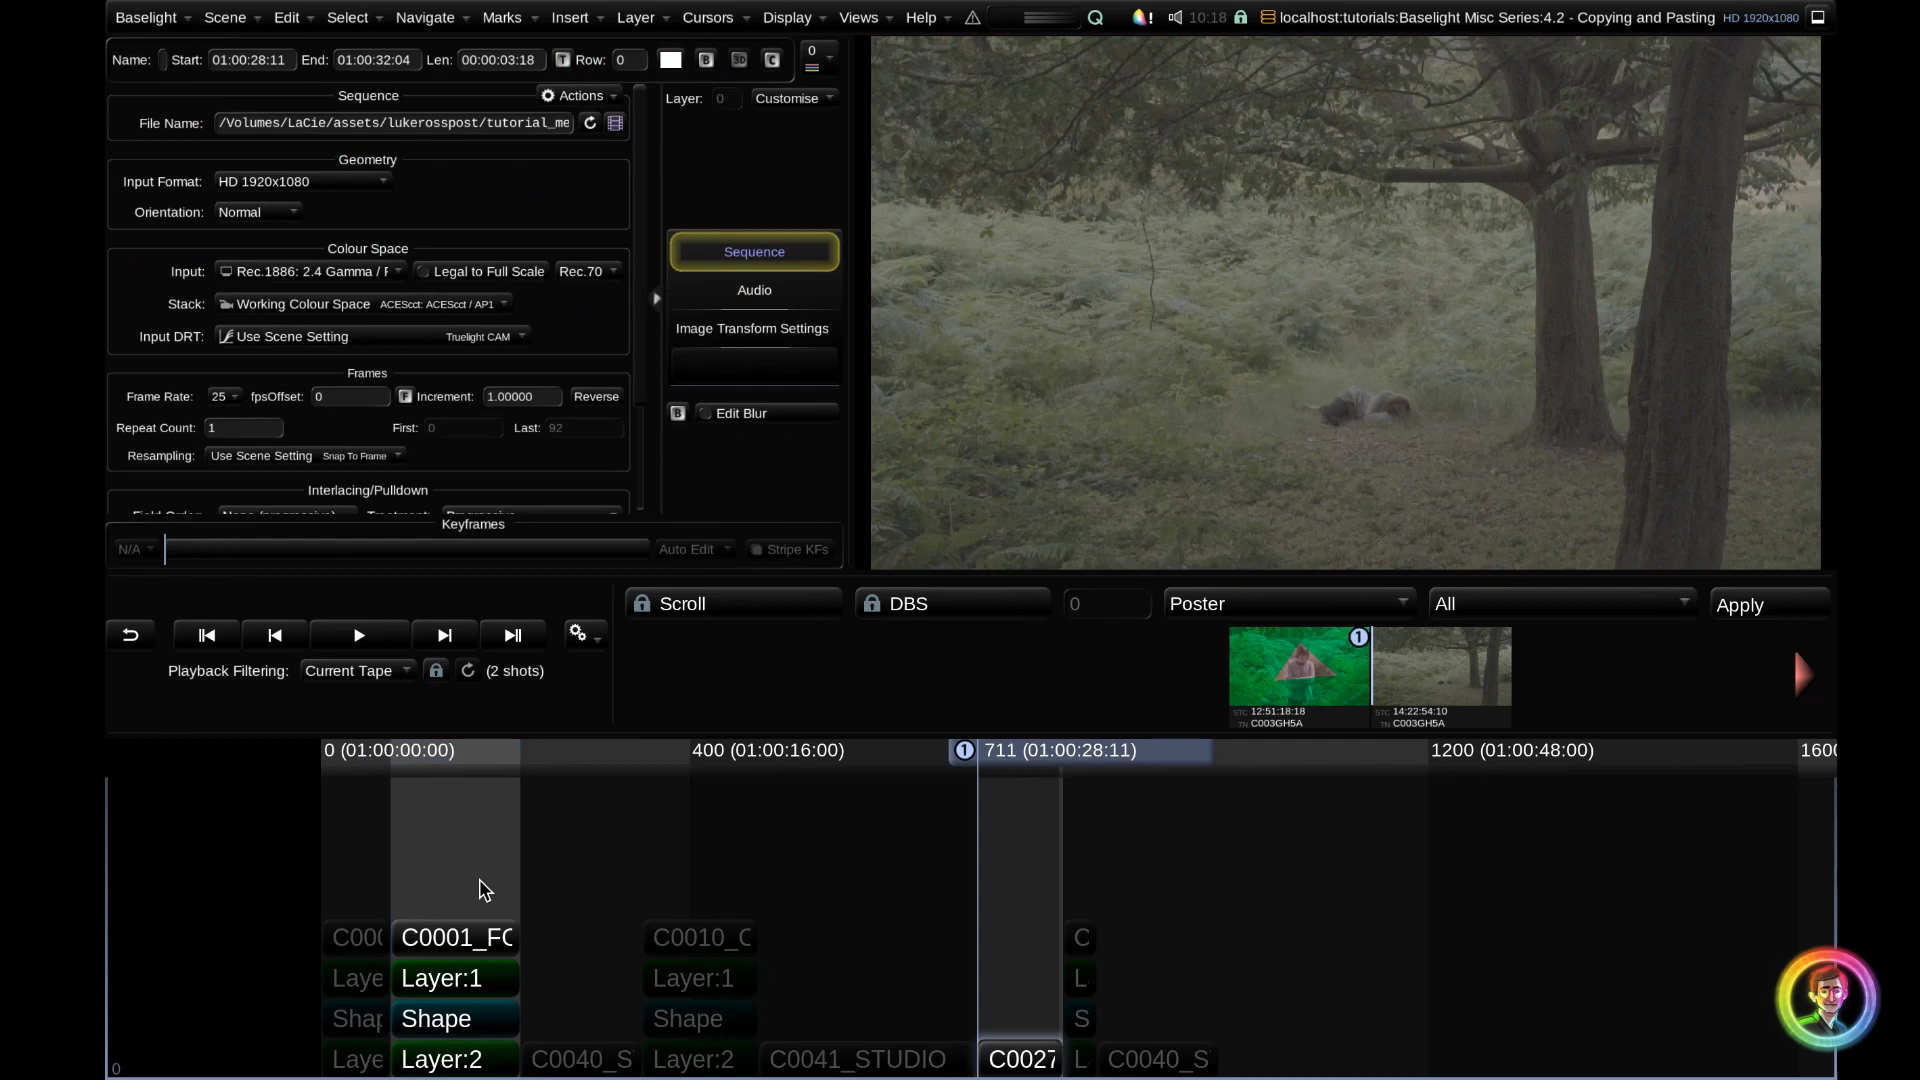 Baselight Scene Edit Select Navigate Marks Insert Layer Cursors Display Views Help 10:18 localhost:tutorials:Baselight Misc Series:4.2 - Copying and Pasting HD 1920x1080
Name: Start: 01:00:28:11 End: 01:00:32:04 Len: 00:00:03:18 T Row: 0 B 3D C 0
Sequence Actions
Layer: 0 Customise
File Name: /Volumes/LaCie/assets/lukerosspost/tutorial_me
Geometry
Input Format: HD 1920x1080
Orientation: Normal
Colour Space
Sequence
Input: Rec.1886: 2.4 Gamma / Legal to Full Scale Rec.70
Audio
Stack: Working Colour Space ACEScct: ACEScct / AP1
Image Transform Settings
Input DRT: Use Scene Setting Truelight CAM
Frames
Frame Rate: 25 fpsOffset: 0 F Increment: 1.00000 Reverse
B Edit Blur
Repeat Count: 1 First: 0 Last: 92
Resampling: Use Scene Setting Snap To Frame
Interlacing/Pulldown
Keyframes
N/A Auto Edit Stripe KFs
Scroll DBS 0 Poster All Apply
1
Playback Filtering: Current Tape (2 shots)
STC 12:51:18:18 STC 14:22:54:10
TN C003GH5A TN C003GH5A
0 (01:00:00:00) 400 (01:00:16:00) 1 711 (01:00:28:11) 1200 (01:00:48:00) 1600
C000 C0001_FO C0010_C C
Laye Layer:1 Layer:1 L
Shap Shape Shape S
Laye Layer:2 C0040_S Layer:2 C0041_STUDIO C0027 L C0040_S
0